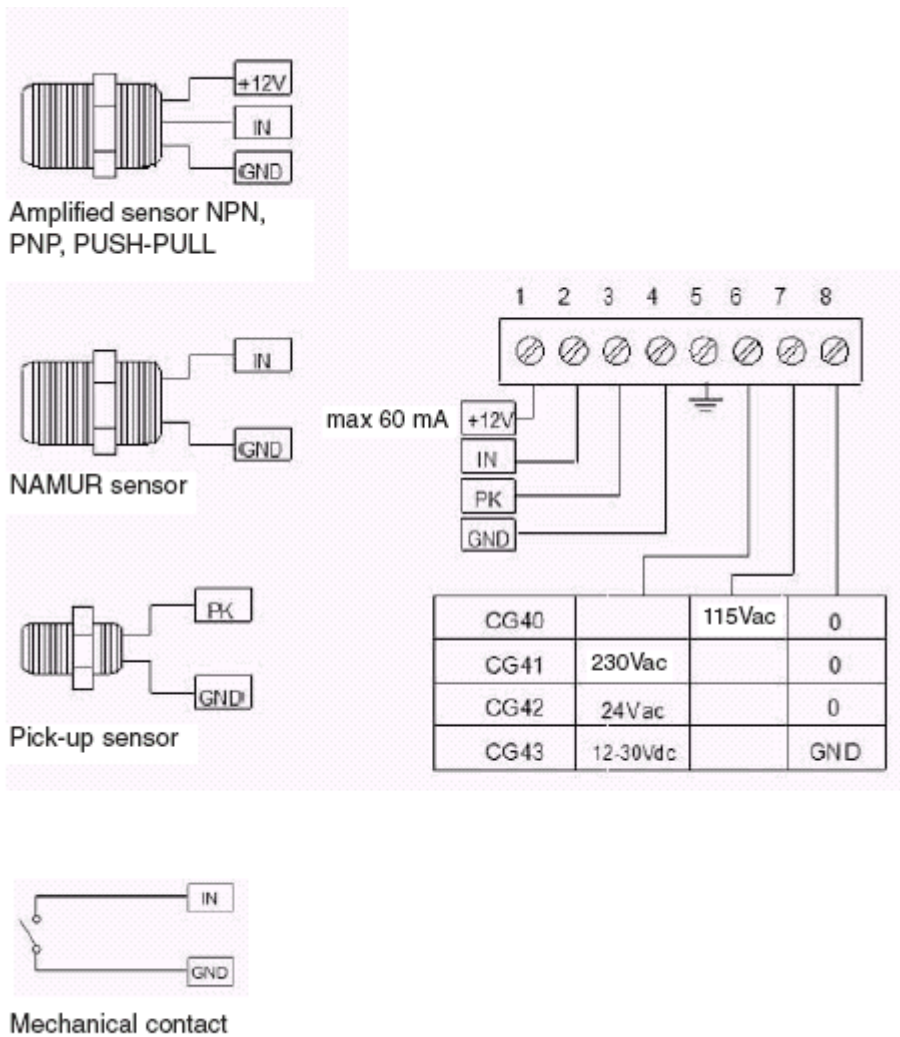 +12V
IN
GND
Amplified sensor NPN,
PNP, PUSH-PULL
IN
GND
NAMUR sensor
PK
GND
Pick-up sensor
1 2 3 4 5 6 7 8
max 60 mA +12V
IN
PK
GND
CG40 115Vac 0
CG41 230Vac 0
CG42 24Vac 0
CG43 12-30Vdc GND
IN
GND
Mechanical contact